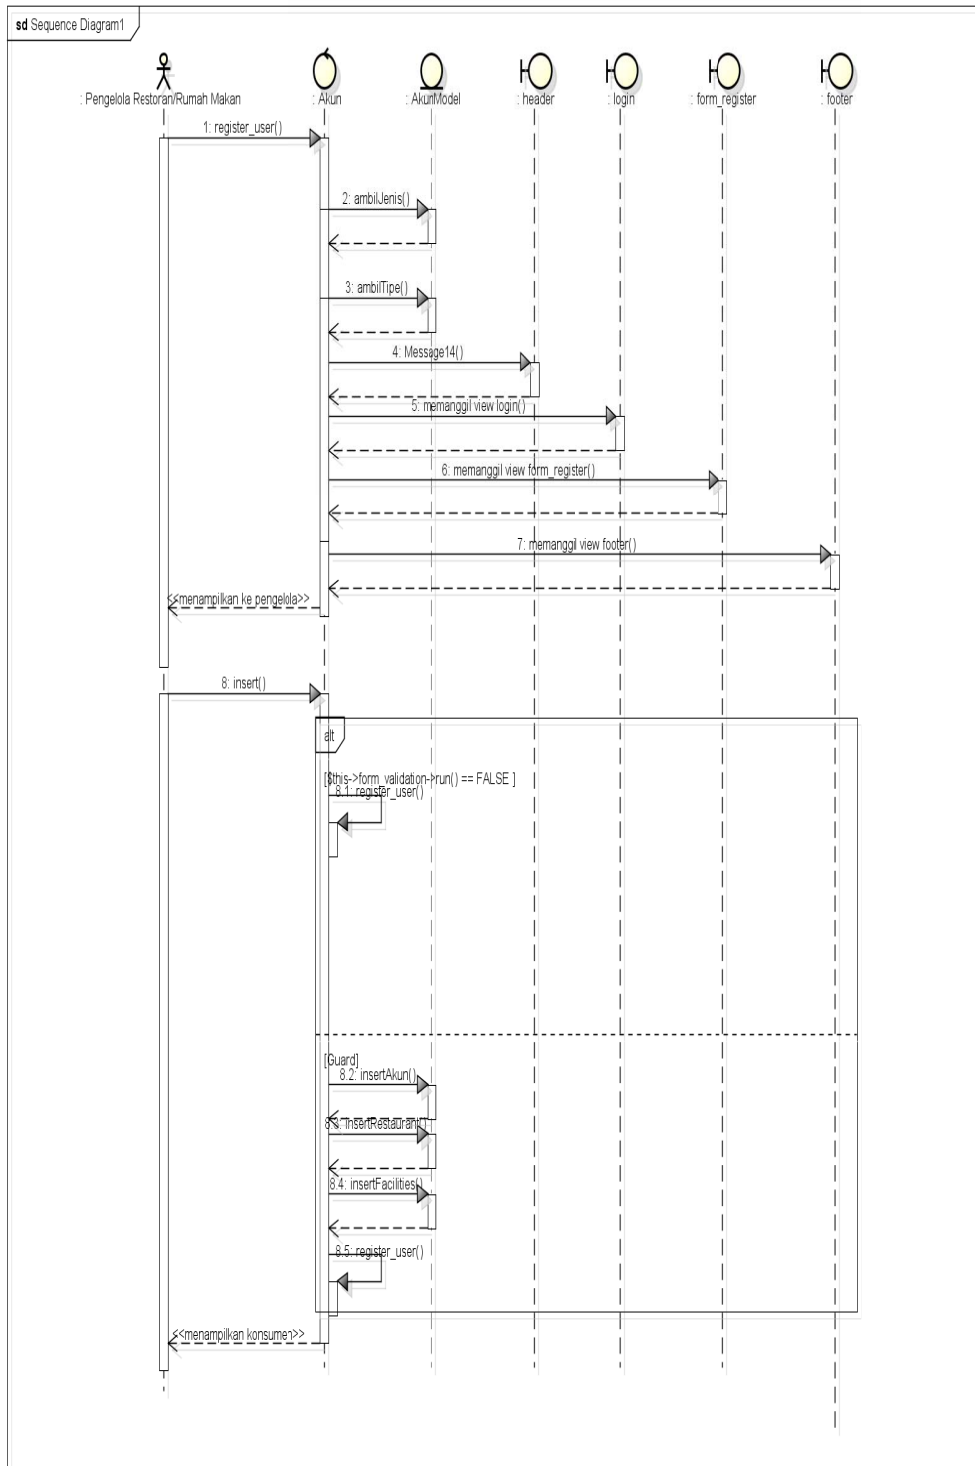 sd Sequence Diagram1
: Pengelola Restoran/Rumah Makan
: Akun
: AkunModel
: header
: login
: form_register
: footer
1: register_user()
2: ambilJenis()
3: ambilTipe()
4: Message14()
5: memanggil view login()
6: memanggil view form_register()
7: memanggil view footer()
<<menampilkan ke pengelola>>
8: insert()
alt
[$this->form_validation->run() == FALSE ]
8.1: register_user()
[Guard]
8.2: insertAkun()
8.3: insertRestaurant()
8.4: insertFacilities()
8.5: register_user()
<<menampilkan konsumen>>